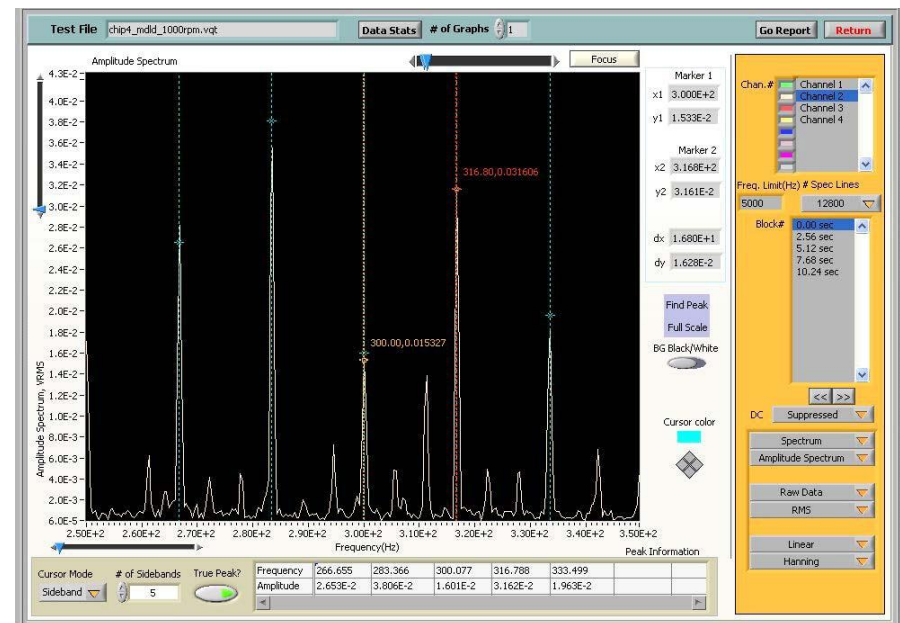 Test File chip4_mdld_1000rpm.vqt Data Stats # of Graphs 1 Go Report Return
Amplitude Spectrum Focus
4.3E-2
4.0E-2
3.8E-2
3.6E-2
3.4E-2
3.2E-2
3.0E-2
2.8E-2
2.6E-2
2.4E-2
2.2E-2
2.0E-2
1.8E-2
1.6E-2
1.4E-2
1.2E-2
1.0E-2
8.0E-3
6.0E-3
4.0E-3
2.0E-3
6.0E-5
Amplitude Spectrum, VRMS
316.80,0.031606
300.00,0.015327
2.50E+2 2.60E+2 2.70E+2 2.80E+2 2.90E+2 3.00E+2 3.10E+2 3.20E+2 3.30E+2 3.40E+2 3.50E+2
Frequency(Hz)
Marker 1
x1 3.000E+2
y1 1.533E-2
Marker 2
x2 3.168E+2
y2 3.161E-2
dx 1.680E+1
dy 1.628E-2
Find Peak
Full Scale
BG Black/White
Cursor color
Peak Information
Chan.# Channel 1
Channel 2
Channel 3
Channel 4
Freq. Limit(Hz) # Spec Lines
5000 12800
Block# 0.00 sec
2.56 sec
5.12 sec
7.68 sec
10.24 sec
<< >>
DC Suppressed
Spectrum
Amplitude Spectrum
Raw Data
RMS
Linear
Hanning
Cursor Mode # of Sidebands True Peak?
Sideband 5
Frequency 266.655 283.366 300.077 316.788 333.499
Amplitude 2.653E-2 3.806E-2 1.601E-2 3.162E-2 1.963E-2